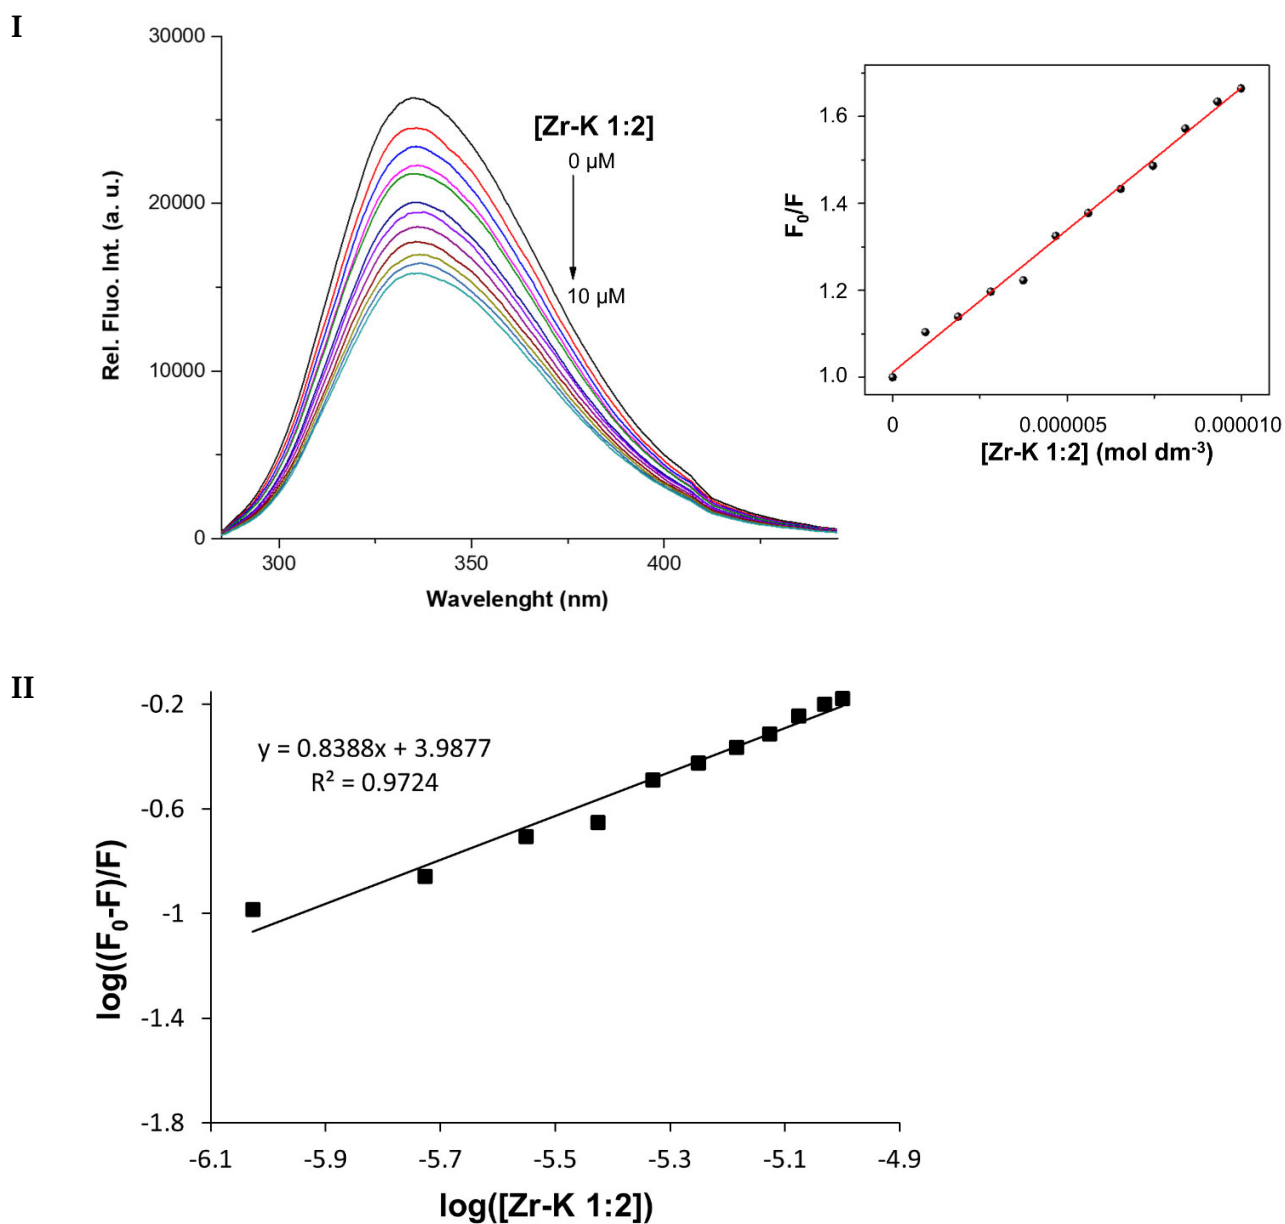 I
30000
20000
10000
0
Rel. Fluo. Int. (a. u.)
300
350
400
Wavelenght (nm)
[Zr-K 1:2]
0 µM
10 µM
1.6
1.4
1.2
1.0
F₀/F
0
0.000005
0.000010
[Zr-K 1:2] (mol dm⁻³)
II
-0.2
-0.6
-1
-1.4
-1.8
log((F₀-F)/F)
y = 0.8388x + 3.9877
R² = 0.9724
-6.1
-5.9
-5.7
-5.5
-5.3
-5.1
-4.9
log([Zr-K 1:2])